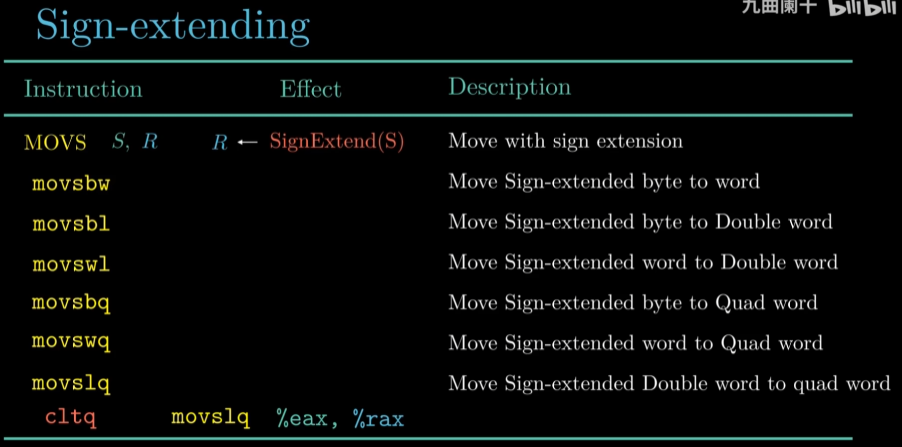 九曲阑干 bilibili
Sign-extending
Instruction Effect Description
MOVS S, R R ← SignExtend(S) Move with sign extension
movsbw Move Sign-extended byte to word
movsbl Move Sign-extended byte to Double word
movswl Move Sign-extended word to Double word
movsbq Move Sign-extended byte to Quad word
movswq Move Sign-extended word to Quad word
movslq Move Sign-extended Double word to quad word
cltq movslq %eax, %rax